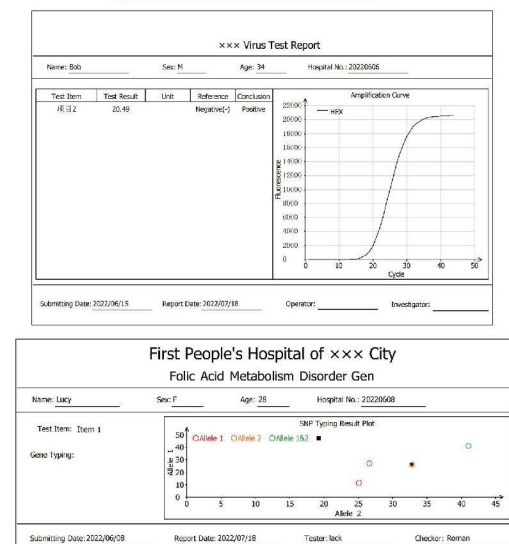 ××× Virus Test Report
Name: Bob Sex: M Age: 34 Hospital No.: 20220606
Test Item Test Result Unit Reference Conclusion
项目2 20.49 Negative(-) Positive
Amplification Curve
HEX
Fluorescence
22000
20000
18000
16000
14000
12000
10000
8000
6000
4000
2000
0
0 10 20 30 40 50
Cycle
Submitting Date: 2022/06/15 Report Date: 2022/07/18 Operator: Investigator:
First People's Hospital of ××× City
Folic Acid Metabolism Disorder Gen
Name: Lucy Sex: F Age: 28 Hospital No.: 20220608
Test Item: Item 1
Gene Typing:
SNP Typing Result Plot
Allele 1 Allele 2 Allele 1&2
Allele 1
50
40
30
20
10
0
0 5 10 15 20 25 30 35 40 45
Allele 2
Submitting Date: 2022/06/08 Report Date: 2022/07/18 Tester: Jack Checker: Roman